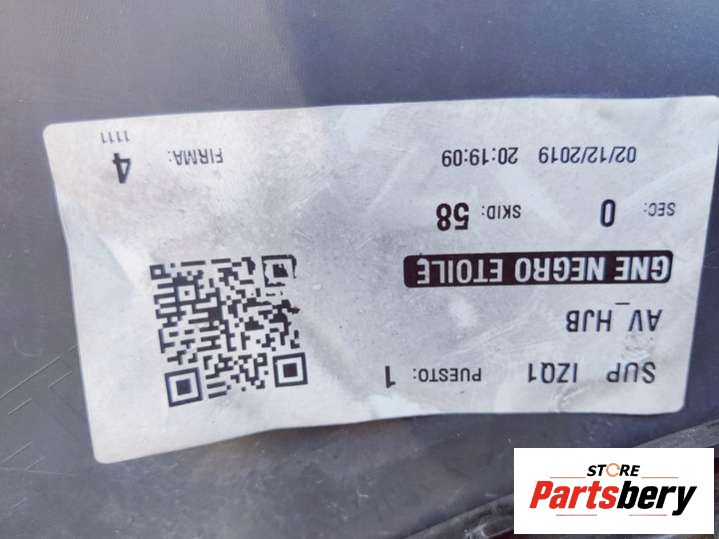 SUP IZQ1 PUESTO: 1
AV_HJB
GNE NEGRO ETOILE
SEC: 0 SKID: 58
02/12/2019 20:19:09 FIRMA: 4
1111
STORE
Partsbery